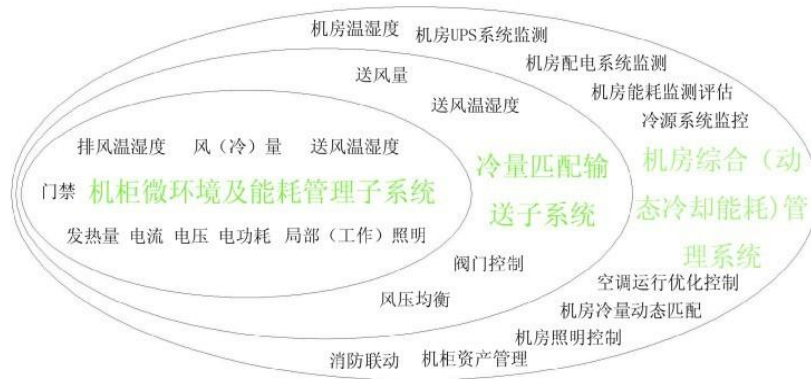 机房温湿度
机房UPS系统监测
机房配电系统监测
机房能耗监测评估
冷源系统监控
机房综合（动
态冷却能耗)管
理系统
空调运行优化控制
机房冷量动态匹配
机房照明控制
机柜资产管理
消防联动
送风量
送风温湿度
冷量匹配输
送子系统
阀门控制
风压均衡
排风温湿度 风（冷）量 送风温湿度
门禁 机柜微环境及能耗管理子系统
发热量 电流 电压 电功耗 局部（工作）照明